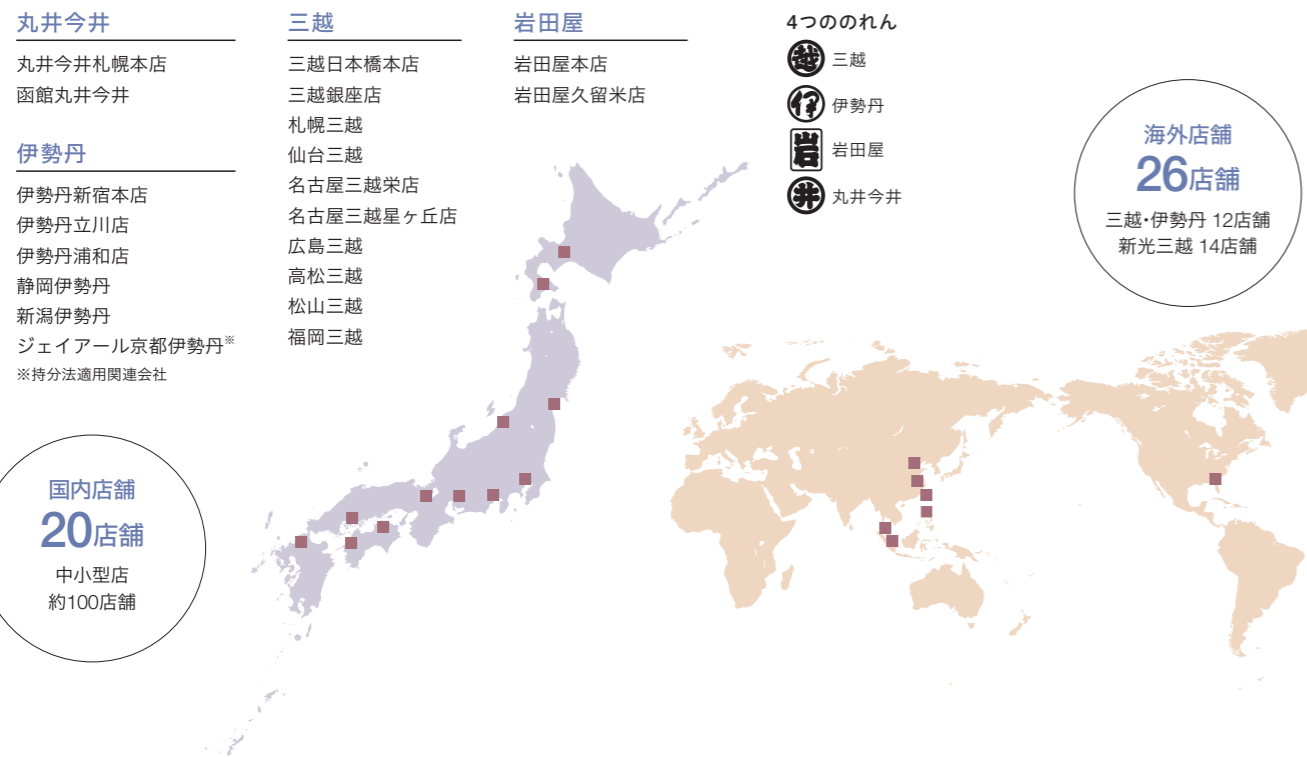 丸井今井
丸井今井札幌本店
函館丸井今井
伊勢丹
伊勢丹新宿本店
伊勢丹立川店
伊勢丹浦和店
静岡伊勢丹
新潟伊勢丹
ジェイアール京都伊勢丹※
※持分法適用関連会社
三越
三越日本橋本店
三越銀座店
札幌三越
仙台三越
名古屋三越栄店
名古屋三越星ヶ丘店
広島三越
高松三越
松山三越
福岡三越
岩田屋
岩田屋本店
岩田屋久留米店
4つののれん
越 三越
伊 伊勢丹
岩 岩田屋
井 丸井今井
海外店舗
26店舗
三越・伊勢丹 12店舗
新光三越 14店舗
国内店舗
20店舗
中小型店
約100店舗